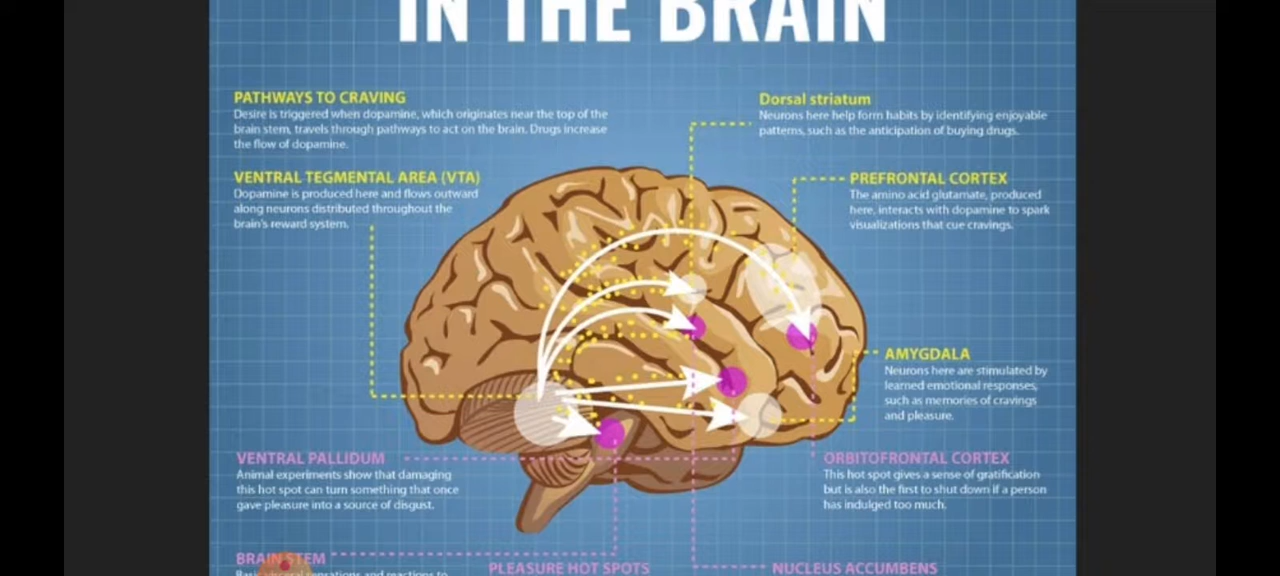 IN THE BRAIN
PATHWAYS TO CRAVING
Desire is triggered when dopamine, which originates near the top of the
brain stem, travels through pathways to act on the brain. Drugs increase
the flow of dopamine.
VENTRAL TEGMENTAL AREA (VTA)
Dopamine is produced here and flows outward
along neurons distributed throughout the
brain's reward system.
Dorsal striatum
Neurons here help form habits by identifying enjoyable
patterns, such as the anticipation of buying drugs.
PREFRONTAL CORTEX
The amino acid glutamate, produced
here, interacts with dopamine to spark
visualizations that cue cravings.
AMYGDALA
Neurons here are stimulated by
learned emotional responses,
such as memories of cravings
and pleasure.
VENTRAL PALLIDUM
Animal experiments show that damaging
this hot spot can turn something that once
gave pleasure into a source of disgust.
ORBITOFRONTAL CORTEX
This hot spot gives a sense of gratification
but is also the first to shut down if a person
has indulged too much.
BRAIN STEM
sensations and reactions to
PLEASURE HOT SPOTS
NUCLEUS ACCUMBENS